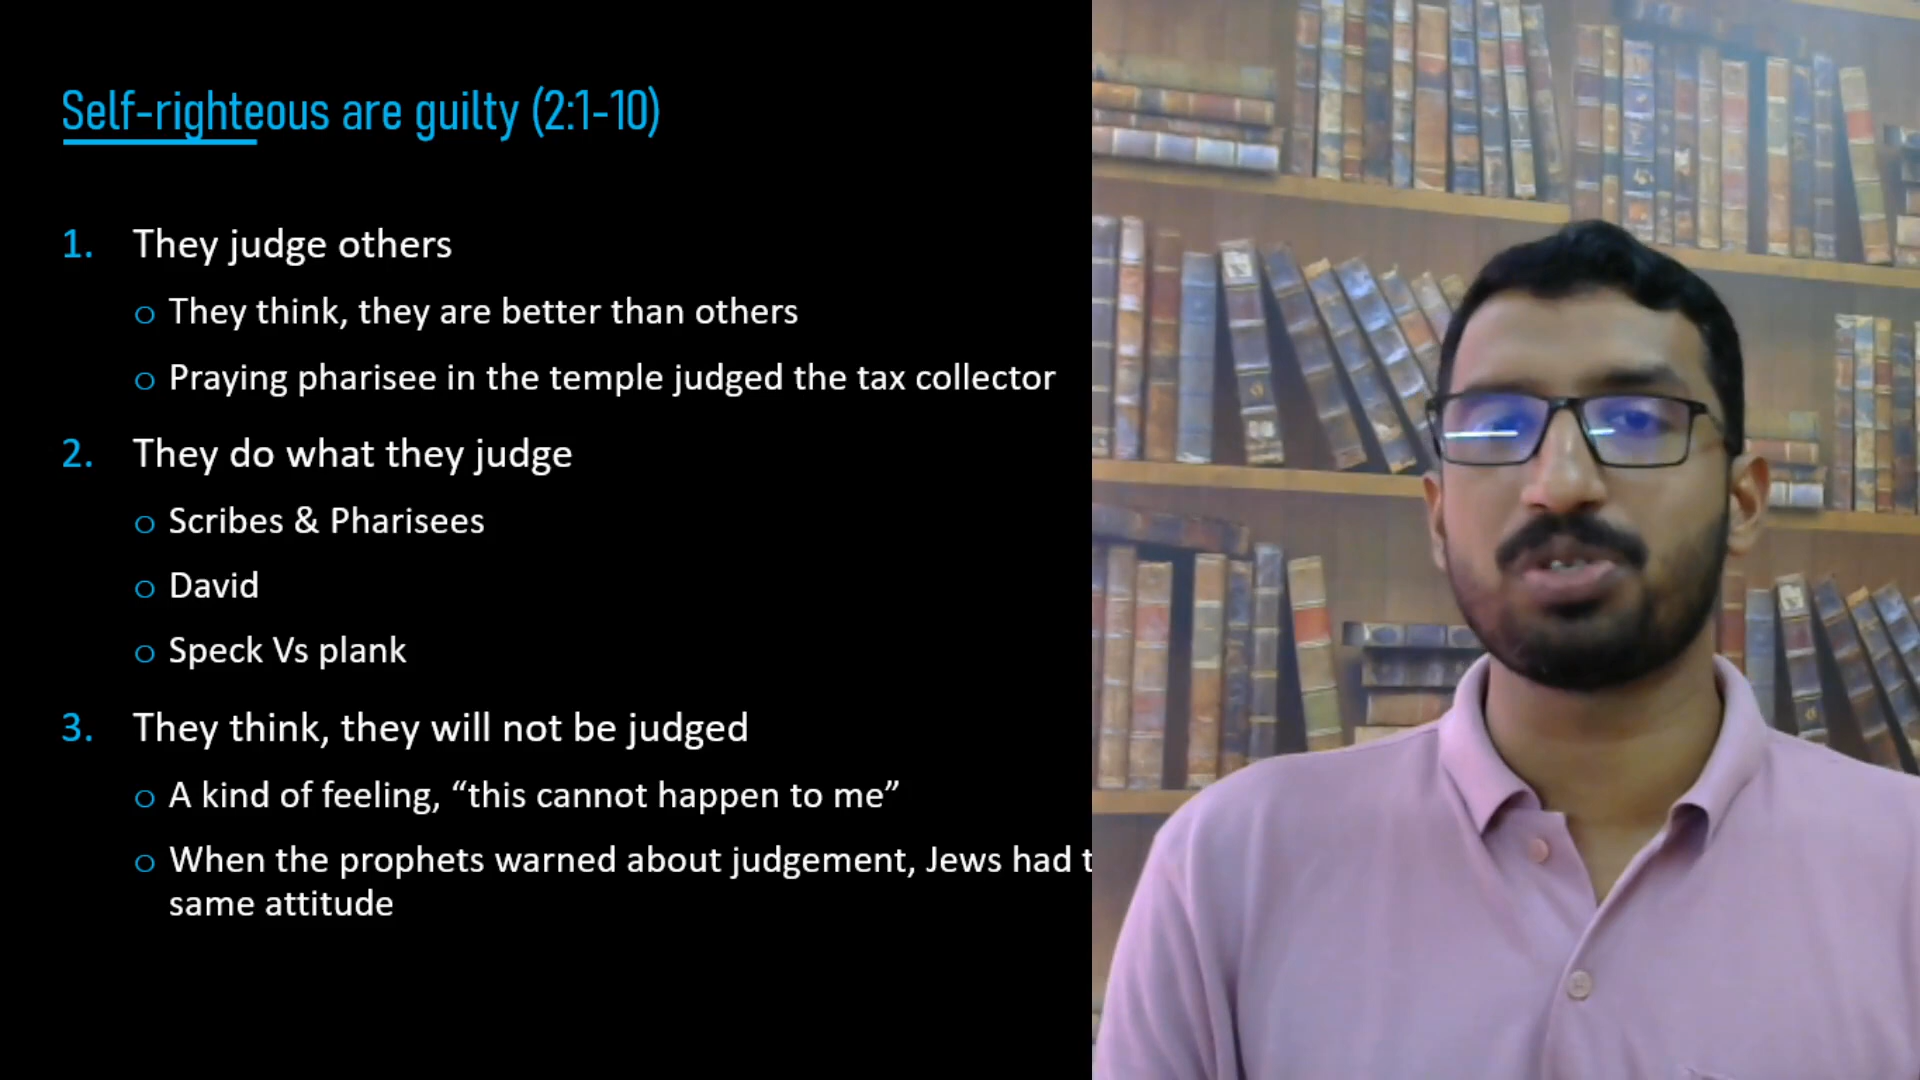 Self-righteous are guilty (2:1-10)
1. They judge others
o They think, they are better than others
o Praying pharisee in the temple judged the tax collector
2. They do what they judge
o Scribes & Pharisees
o David
o Speck Vs plank
3. They think, they will not be judged
o A kind of feeling, “this cannot happen to me”
o When the prophets warned about judgement, Jews had t
same attitude